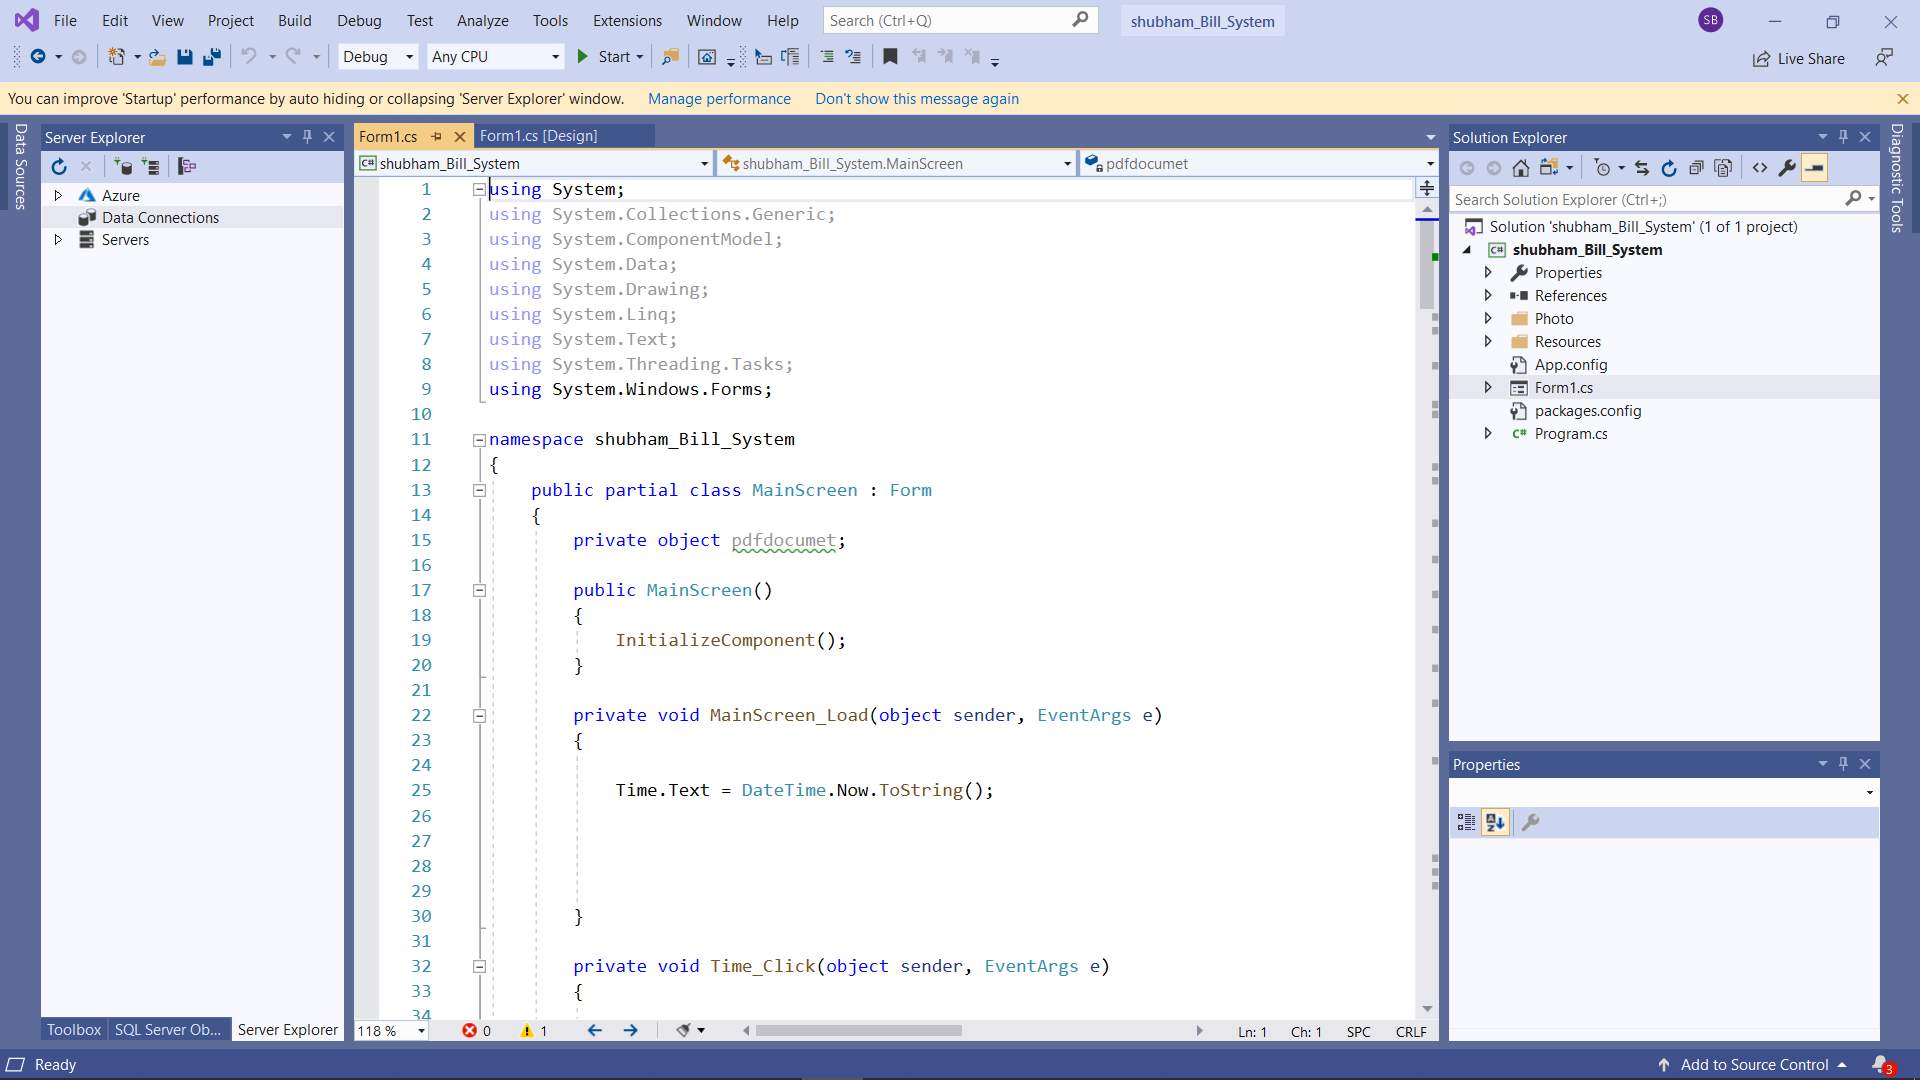 File Edit View Project Build Debug Test Analyze Tools Extensions Window Help Search (Ctrl+Q) shubham_Bill_System SB
Debug Any CPU Start Live Share
You can improve 'Startup' performance by auto hiding or collapsing 'Server Explorer' window. Manage performance Don't show this message again
Data Sources
Server Explorer
Azure
Data Connections
Servers
Toolbox SQL Server Ob... Server Explorer
Form1.cs Form1.cs [Design]
C# shubham_Bill_System shubham_Bill_System.MainScreen pdfdocumet
1 using System;
2 using System.Collections.Generic;
3 using System.ComponentModel;
4 using System.Data;
5 using System.Drawing;
6 using System.Linq;
7 using System.Text;
8 using System.Threading.Tasks;
9 using System.Windows.Forms;
10
11 namespace shubham_Bill_System
12 {
13 public partial class MainScreen : Form
14 {
15 private object pdfdocumet;
16
17 public MainScreen()
18 {
19 InitializeComponent();
20 }
21
22 private void MainScreen_Load(object sender, EventArgs e)
23 {
24
25 Time.Text = DateTime.Now.ToString();
26
27
28
29
30 }
31
32 private void Time_Click(object sender, EventArgs e)
33 {
34
118 % 0 1 Ln: 1 Ch: 1 SPC CRLF
Solution Explorer
Search Solution Explorer (Ctrl+;)
Solution 'shubham_Bill_System' (1 of 1 project)
C# shubham_Bill_System
Properties
References
Photo
Resources
App.config
Form1.cs
packages.config
C# Program.cs
Properties
Diagnostic Tools
Ready Add to Source Control 3